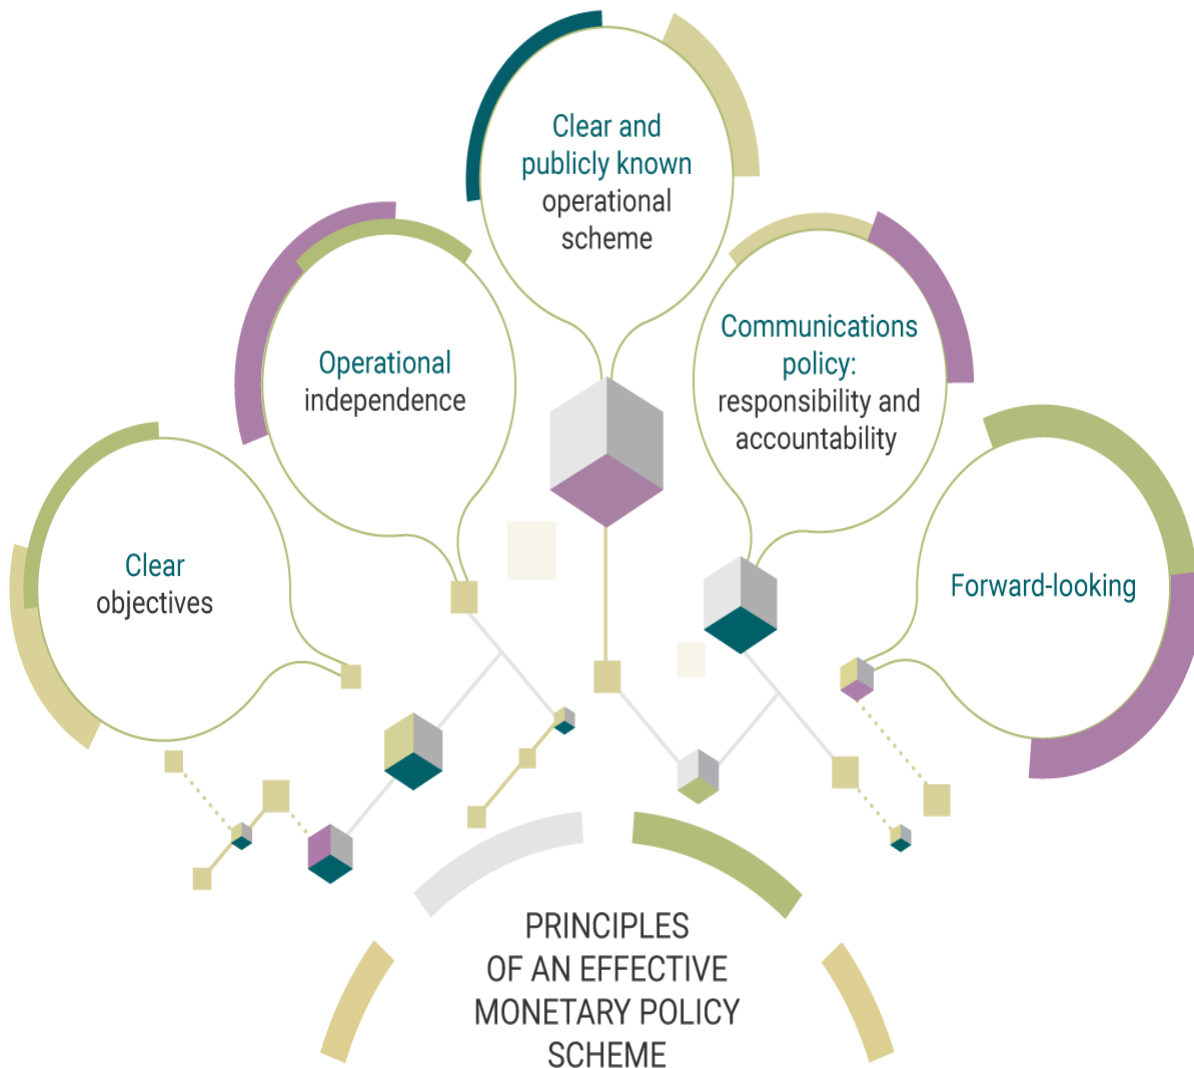 Clear and
publicly known
operational
scheme
Operational
independence
Communications
policy:
responsibility and
accountability
Clear
objectives
Forward-looking
PRINCIPLES
OF AN EFFECTIVE
MONETARY POLICY
SCHEME